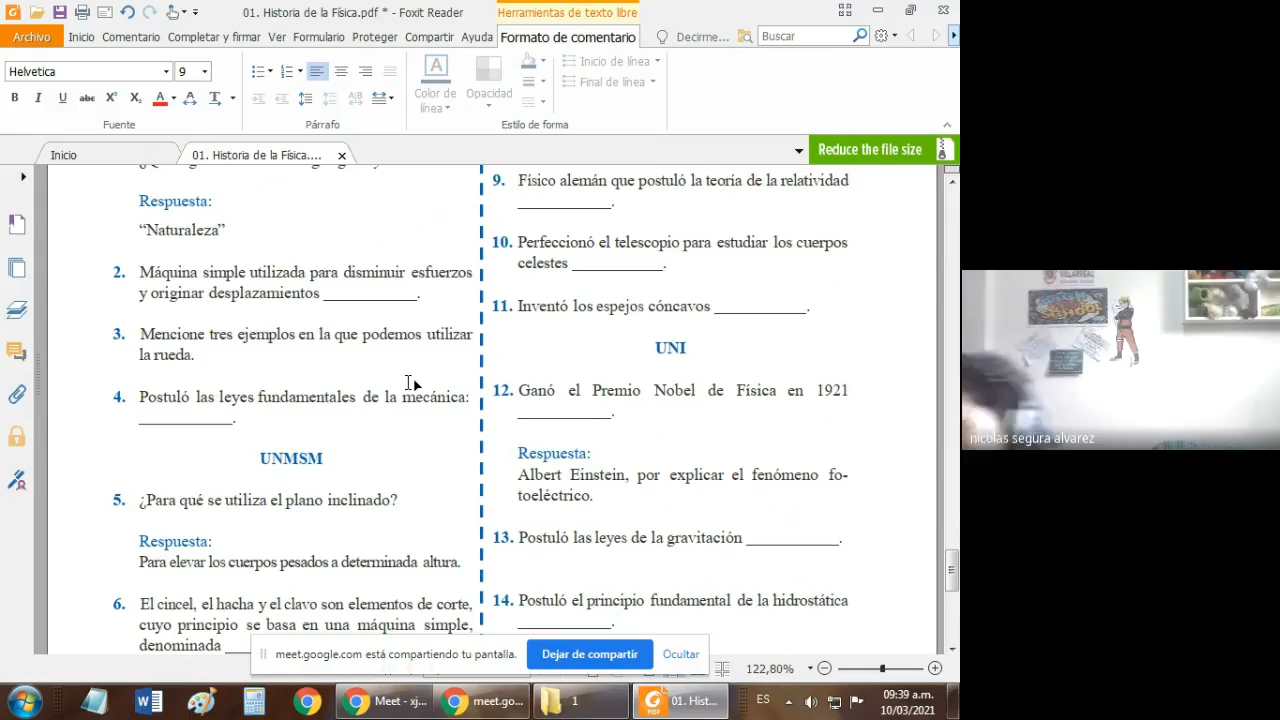 01. Historia de la Física.pdf * - Foxit Reader
Herramientas de texto libre
Archivo Inicio Comentario Completar y firmar Ver Formulario Proteger Compartir Ayuda Formato de comentario Decirme... Buscar
Helvetica 9
Color de línea Opacidad
Inicio de línea
Final de línea
Fuente Párrafo Estilo de forma
Inicio 01. Historia de la Física....
Reduce the file size
Respuesta:
“Naturaleza”
2. Máquina simple utilizada para disminuir esfuerzos
y originar desplazamientos ____________.
3. Mencione tres ejemplos en la que podemos utilizar
la rueda.
4. Postuló las leyes fundamentales de la mecánica:
____________.
UNMSM
5. ¿Para qué se utiliza el plano inclinado?
Respuesta:
Para elevar los cuerpos pesados a determinada altura.
6. El cincel, el hacha y el clavo son elementos de corte,
cuyo principio se basa en una máquina simple,
denominada
9. Físico alemán que postuló la teoría de la relatividad
____________.
10. Perfeccionó el telescopio para estudiar los cuerpos
celestes ____________.
11. Inventó los espejos cóncavos ____________.
UNI
12. Ganó el Premio Nobel de Física en 1921
____________.
Respuesta:
Albert Einstein, por explicar el fenómeno fo-
toeléctrico.
13. Postuló las leyes de la gravitación ____________.
14. Postuló el principio fundamental de la hidrostática
____________.
meet.google.com está compartiendo tu pantalla. Dejar de compartir Ocultar
122,80%
Meet - xj... meet.go... 1 01. Hist...
ES
09:39 a.m.
10/03/2021
VILLARREAL
SCHOOL
nicolas segura alvarez